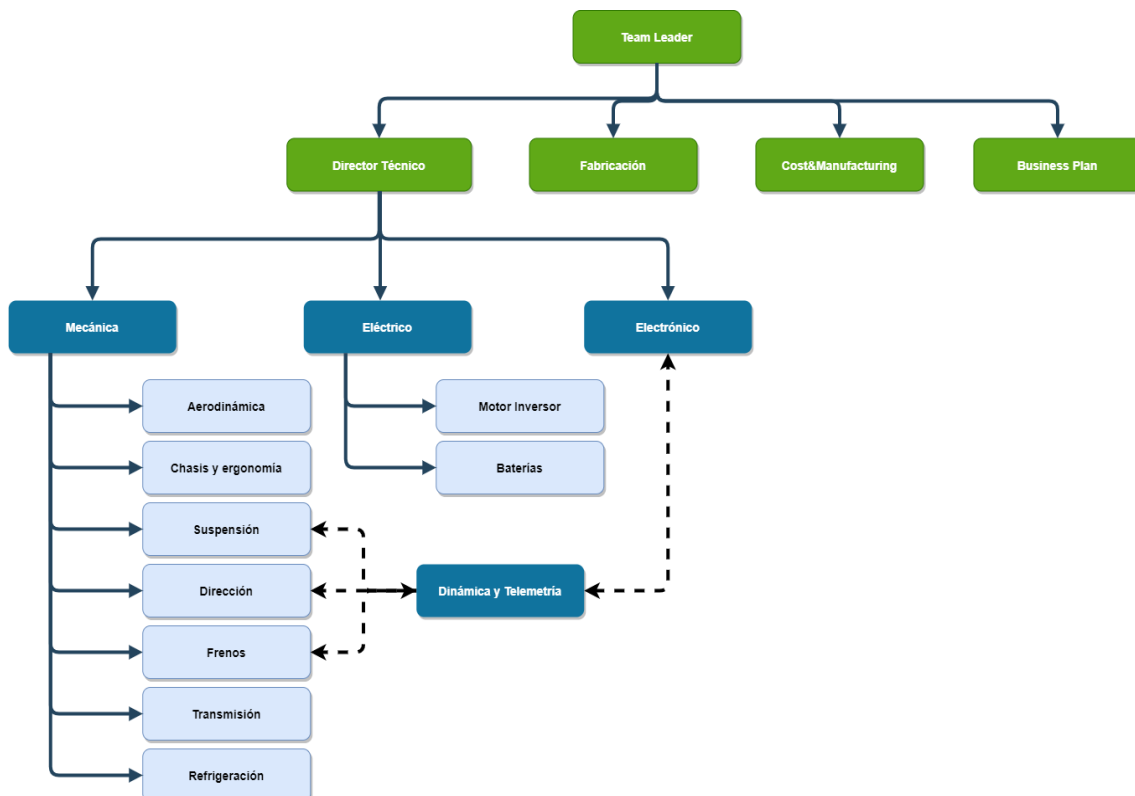 Team Leader
Director Técnico
Fabricación
Cost&Manufacturing
Business Plan
Mecánica
Eléctrico
Electrónico
Aerodinámica
Motor Inversor
Chasis y ergonomía
Baterías
Suspensión
Dirección
Dinámica y Telemetría
Frenos
Transmisión
Refrigeración